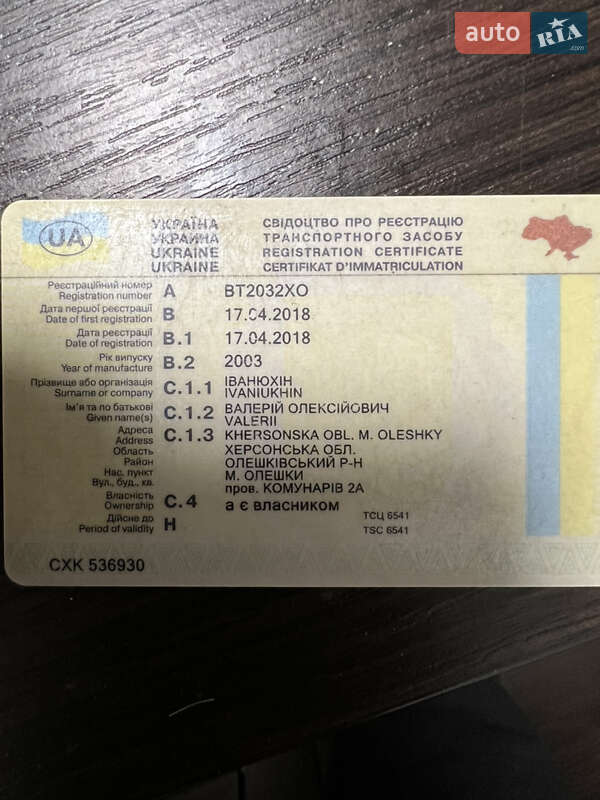 auto RIA .com
UA
УКРАЇНА
УКРАИНА
UKRAINE
UKRAINE
СВІДОЦТВО ПРО РЕЄСТРАЦІЮ
ТРАНСПОРТНОГО ЗАСОБУ
REGISTRATION CERTIFICATE
CERTIFIKAT D'IMMATRICULATION
Реєстраційний номер
Registration number A BT2032XO
Дата першої реєстрації
Date of first registration B 17.04.2018
Дата реєстрації
Date of registration B.1 17.04.2018
Рік випуску
Year of manufacture B.2 2003
Прізвище або організація
Surname or company C.1.1 ІВАНЮХІН
IVANIUKHIN
Ім'я та по батькові
Given name(s) C.1.2 ВАЛЕРІЙ ОЛЕКСІЙОВИЧ
VALERII
Адреса
Address C.1.3 KHERSONSKA OBL. M. OLESHKY
Область ХЕРСОНСЬКА ОБЛ.
Район ОЛЕШКІВСЬКИЙ Р-Н
Нас. пункт М. ОЛЕШКИ
Вул., буд., кв. пров. КОМУНАРІВ 2А
Власність
Ownership C.4 а є власником
Дійсне до
Period of validity H
ТСЦ 6541
TSC 6541
СХК 536930